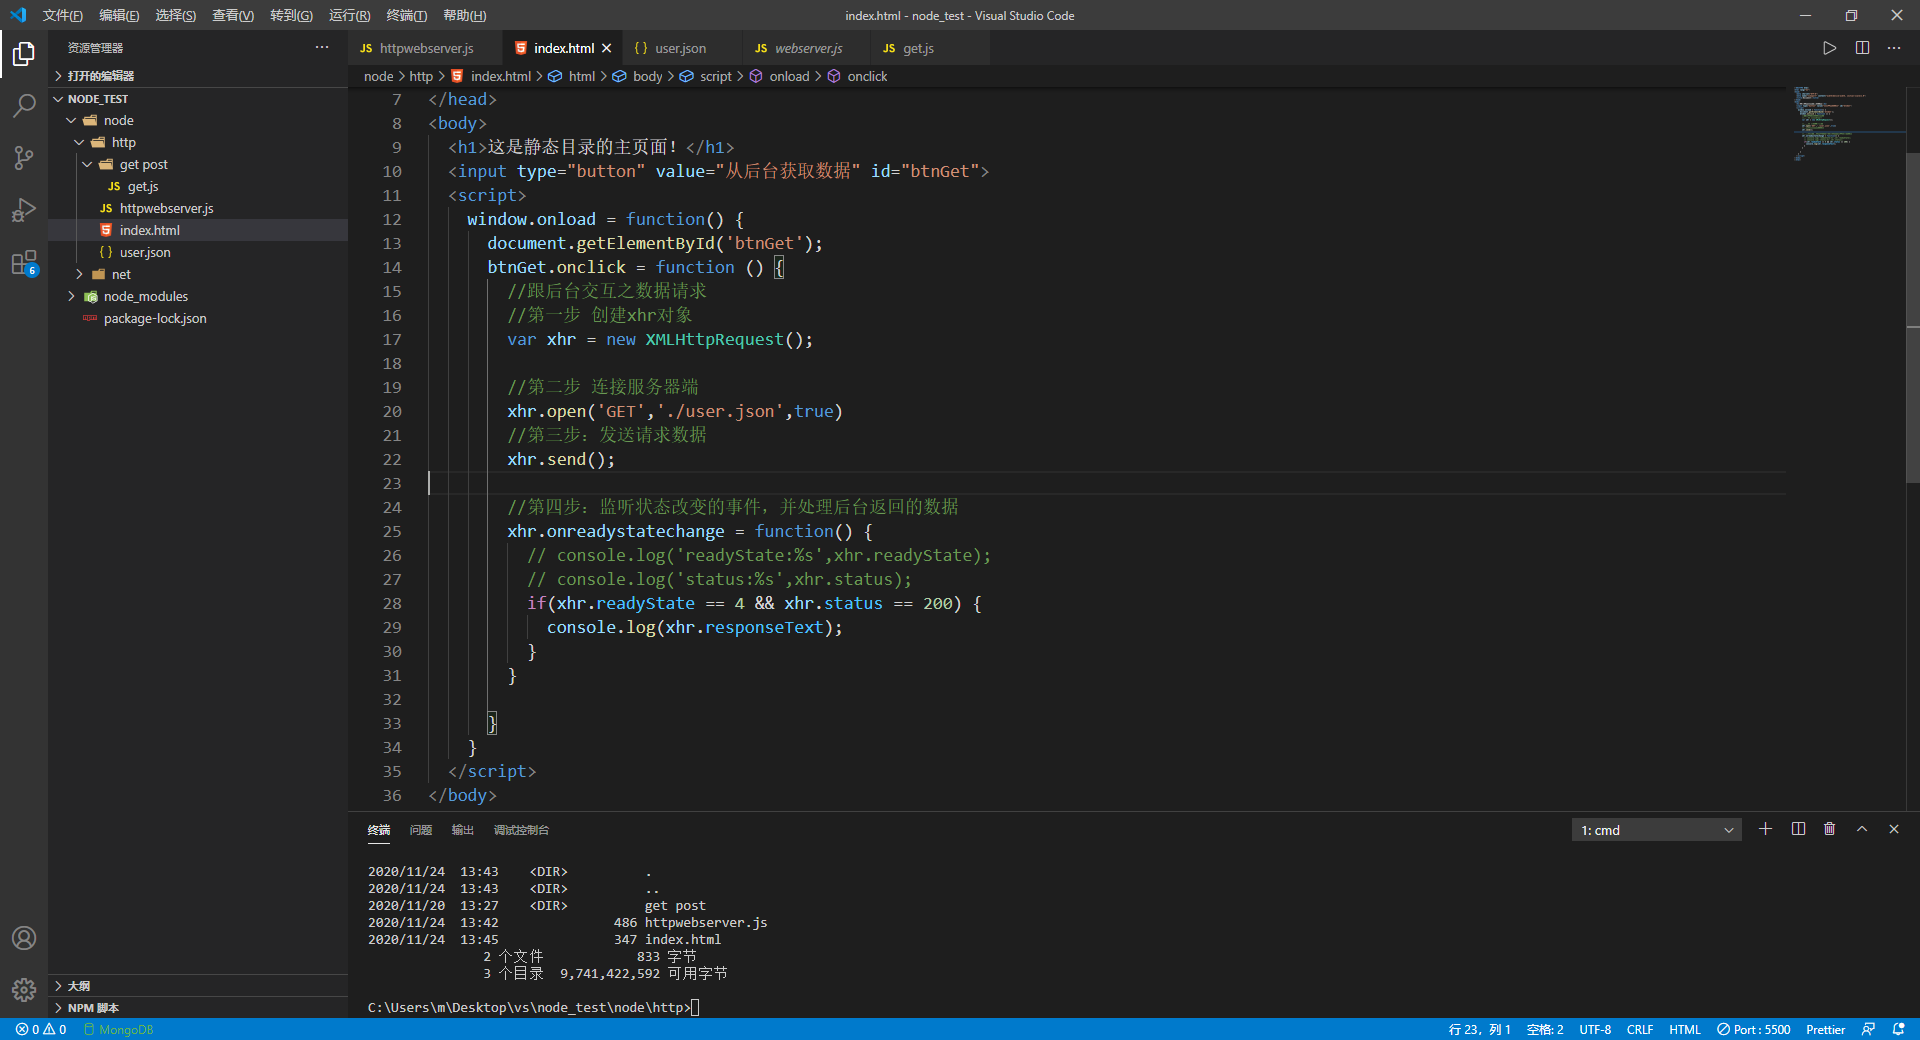 文件(F) 编辑(E) 选择(S) 查看(V) 转到(G) 运行(R) 终端(T) 帮助(H)
index.html - node_test - Visual Studio Code
资源管理器
打开的编辑器
NODE_TEST
node
http
get post
JS get.js
JS httpwebserver.js
index.html
{ } user.json
net
node_modules
package-lock.json
大纲
NPM 脚本
6
JS httpwebserver.js index.html { } user.json JS webserver.js JS get.js
node > http > index.html > html > body > script > onload > onclick
7 </head>
8 <body>
9 <h1>这是静态目录的主页面！</h1>
10 <input type="button" value="从后台获取数据" id="btnGet">
11 <script>
12 window.onload = function() {
13 document.getElementById('btnGet');
14 btnGet.onclick = function () {
15 //跟后台交互之数据请求
16 //第一步 创建xhr对象
17 var xhr = new XMLHttpRequest();
18
19 //第二步 连接服务器端
20 xhr.open('GET','./user.json',true)
21 //第三步：发送请求数据
22 xhr.send();
23
24 //第四步：监听状态改变的事件，并处理后台返回的数据
25 xhr.onreadystatechange = function() {
26 // console.log('readyState:%s',xhr.readyState);
27 // console.log('status:%s',xhr.status);
28 if(xhr.readyState == 4 && xhr.status == 200) {
29 console.log(xhr.responseText);
30 }
31 }
32
33 }
34 }
35 </script>
36 </body>
终端 问题 输出 调试控制台
1: cmd
2020/11/24 13:43 <DIR> .
2020/11/24 13:43 <DIR> ..
2020/11/20 13:27 <DIR> get post
2020/11/24 13:42 486 httpwebserver.js
2020/11/24 13:45 347 index.html
2 个文件 833 字节
3 个目录 9,741,422,592 可用字节
C:\Users\m\Desktop\vs\node_test\node\http>
0 0 MongoDB
行 23，列 1 空格: 2 UTF-8 CRLF HTML Port : 5500 Prettier